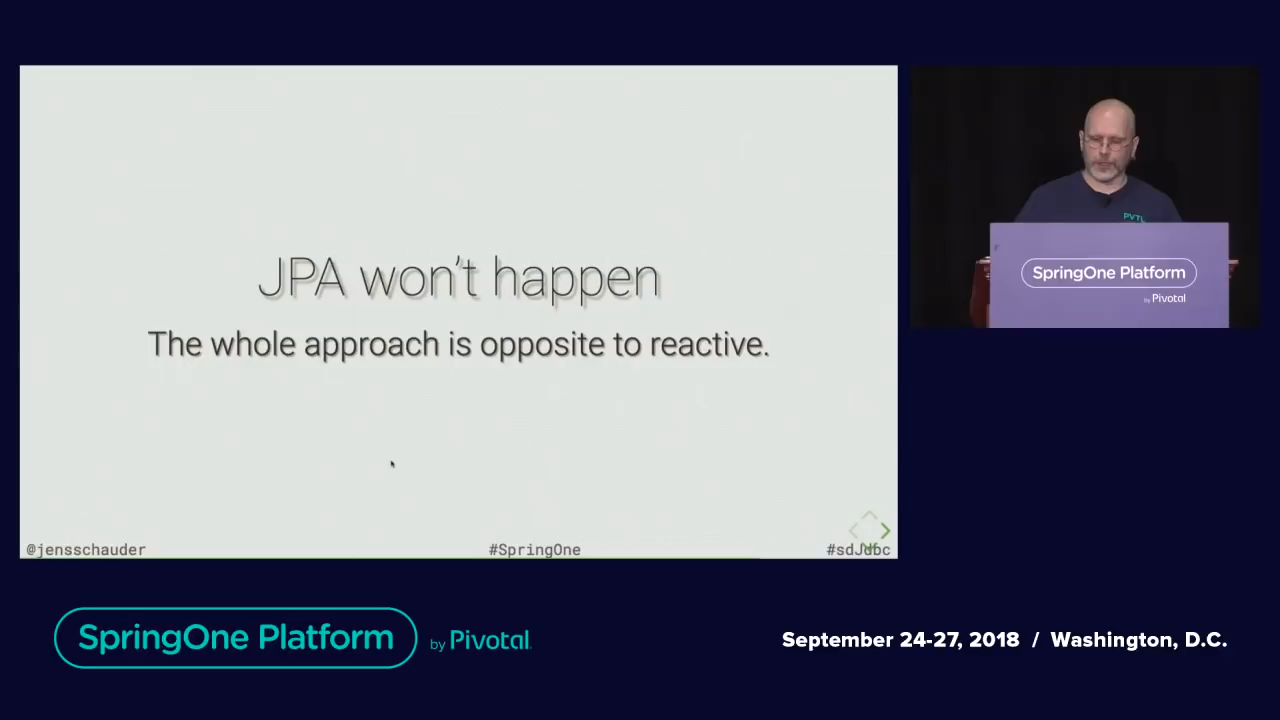 JPA won't happen
The whole approach is opposite to reactive.
@jensschauder
#SpringOne
#sdJdbc
PVTL
SpringOne Platform
by Pivotal
SpringOne Platform by Pivotal
September 24-27, 2018 / Washington, D.C.